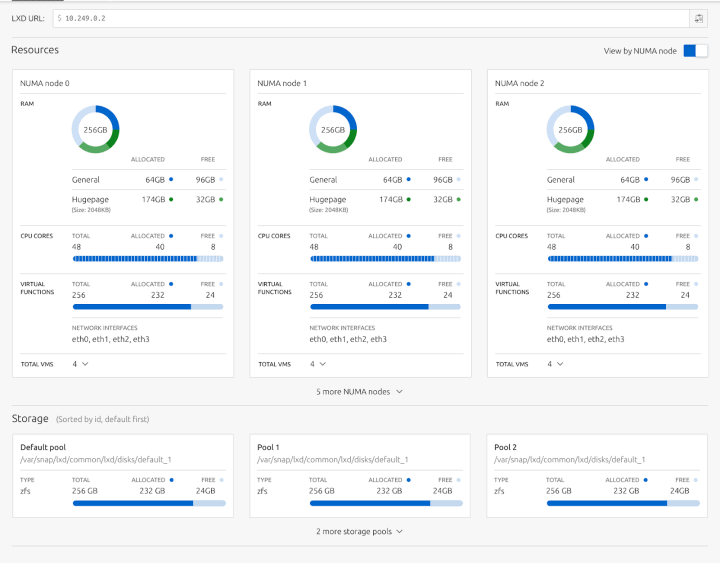 LXD URL: $ 10.249.0.2
Resources
View by NUMA node
NUMA node 0
RAM
256GB
ALLOCATED FREE
General 64GB 96GB
Hugepage 174GB 32GB
(Size: 2048KB)
CPU CORES TOTAL ALLOCATED FREE
48 40 8
VIRTUAL FUNCTIONS TOTAL ALLOCATED FREE
256 232 24
NETWORK INTERFACES
eth0, eth1, eth2, eth3
TOTAL VMS 4
NUMA node 1
RAM
256GB
ALLOCATED FREE
General 64GB 96GB
Hugepage 174GB 32GB
(Size: 2048KB)
CPU CORES TOTAL ALLOCATED FREE
48 40 8
VIRTUAL FUNCTIONS TOTAL ALLOCATED FREE
256 232 24
NETWORK INTERFACES
eth0, eth1, eth2, eth3
TOTAL VMS 4
NUMA node 2
RAM
256GB
ALLOCATED FREE
General 64GB 96GB
Hugepage 174GB 32GB
(Size: 2048KB)
CPU CORES TOTAL ALLOCATED FREE
48 40 8
VIRTUAL FUNCTIONS TOTAL ALLOCATED FREE
256 232 24
NETWORK INTERFACES
eth0, eth1, eth2, eth3
TOTAL VMS 4
5 more NUMA nodes
Storage (Sorted by id, default first)
Default pool
/var/snap/lxd/common/lxd/disks/default_1
TYPE TOTAL ALLOCATED FREE
zfs 256 GB 232 GB 24GB
Pool 1
/var/snap/lxd/common/lxd/disks/default_1
TYPE TOTAL ALLOCATED FREE
zfs 256 GB 232 GB 24GB
Pool 2
/var/snap/lxd/common/lxd/disks/default_1
TYPE TOTAL ALLOCATED FREE
zfs 256 GB 232 GB 24GB
2 more storage pools